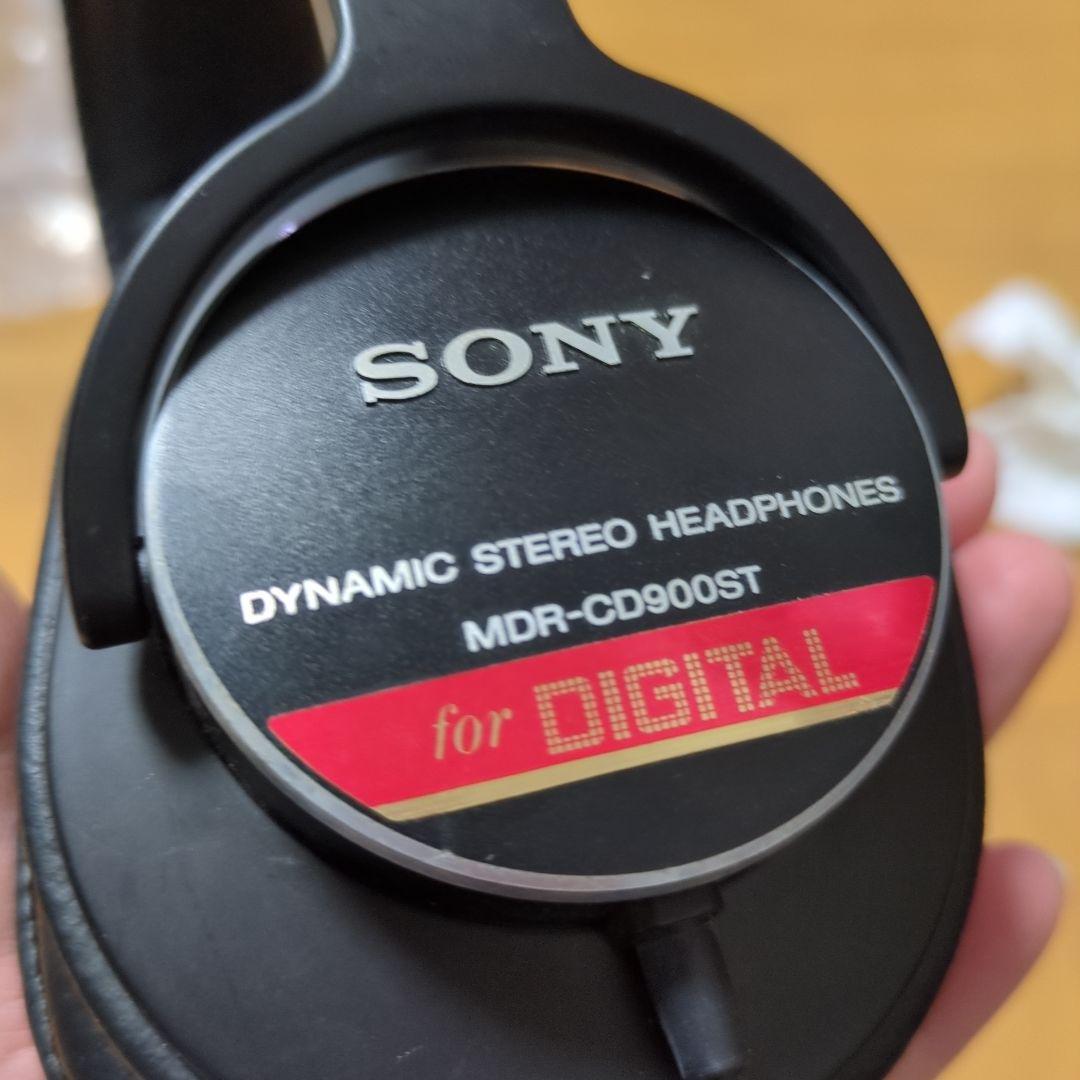 SONY
DYNAMIC STEREO HEADPHONES
MDR-CD900ST
for DIGITAL